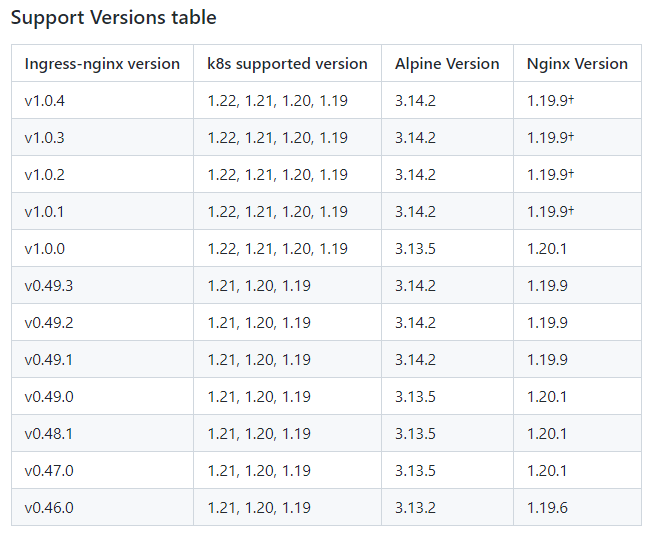 Support Versions table
Ingress-nginx version k8s supported version Alpine Version Nginx Version
v1.0.4 1.22, 1.21, 1.20, 1.19 3.14.2 1.19.9†
v1.0.3 1.22, 1.21, 1.20, 1.19 3.14.2 1.19.9†
v1.0.2 1.22, 1.21, 1.20, 1.19 3.14.2 1.19.9†
v1.0.1 1.22, 1.21, 1.20, 1.19 3.14.2 1.19.9†
v1.0.0 1.22, 1.21, 1.20, 1.19 3.13.5 1.20.1
v0.49.3 1.21, 1.20, 1.19 3.14.2 1.19.9
v0.49.2 1.21, 1.20, 1.19 3.14.2 1.19.9
v0.49.1 1.21, 1.20, 1.19 3.14.2 1.19.9
v0.49.0 1.21, 1.20, 1.19 3.13.5 1.20.1
v0.48.1 1.21, 1.20, 1.19 3.13.5 1.20.1
v0.47.0 1.21, 1.20, 1.19 3.13.5 1.20.1
v0.46.0 1.21, 1.20, 1.19 3.13.2 1.19.6